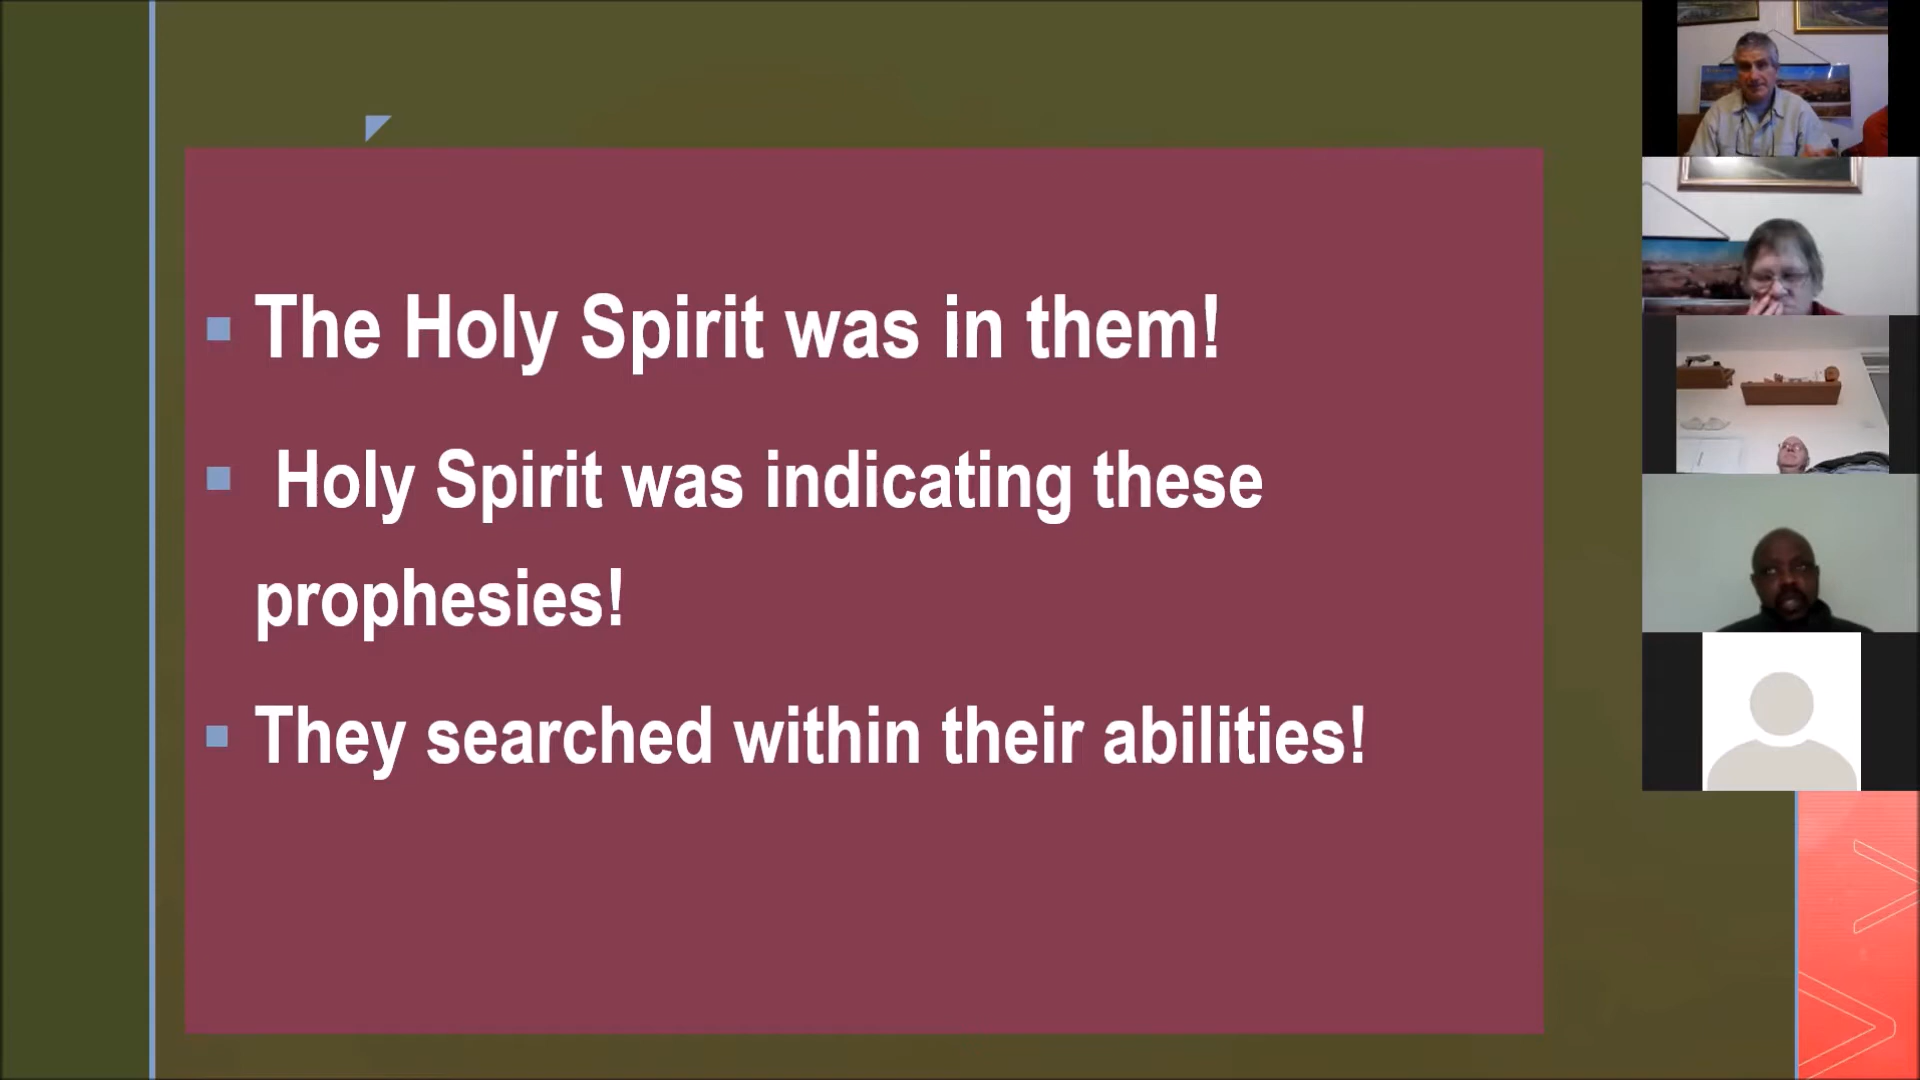 The Holy Spirit was in them!
Holy Spirit was indicating these
prophesies!
They searched within their abilities!